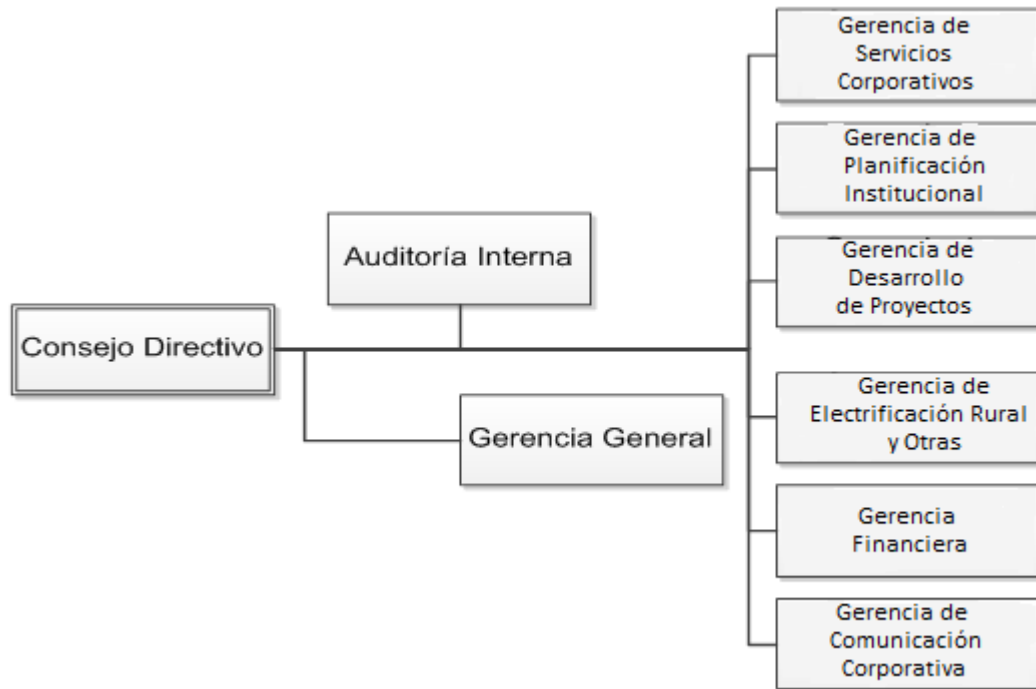 Consejo Directivo
Auditoría Interna
Gerencia General
Gerencia de
Servicios
Corporativos
Gerencia de
Planificación
Institucional
Gerencia de
Desarrollo
de Proyectos
Gerencia de
Electrificación Rural
y Otras
Gerencia
Financiera
Gerencia de
Comunicación
Corporativa